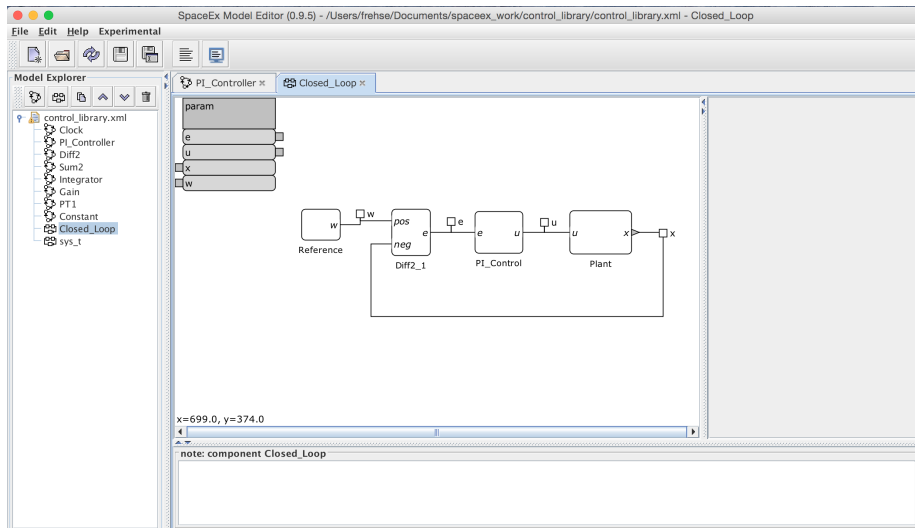 SpaceEx Model Editor (0.9.5) - /Users/frehse/Documents/spaceex_work/control_library/control_library.xml - Closed_Loop
File Edit Help Experimental
Model Explorer
control_library.xml
Clock
PI_Controller
Diff2
Sum2
Integrator
Gain
PT1
Constant
Closed_Loop
sys_t
PI_Controller
Closed_Loop
param
e
u
x
w
w
Reference
w
pos
neg
e
Diff2_1
e
e
u
PI_Control
u
u
x
Plant
x
x=699.0, y=374.0
note: component Closed_Loop